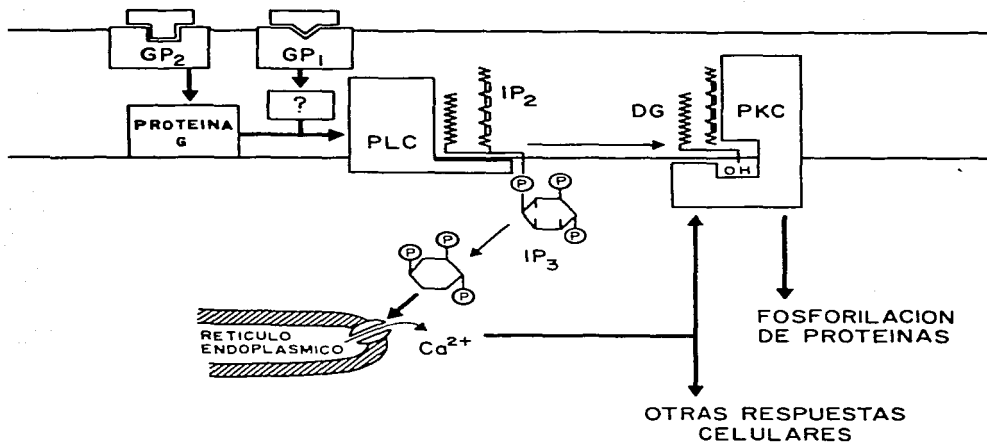 GP2
GP1
?
PROTEINA
G
PLC
IP2
DG
PKC
OH
P
P
P
P
IP3
P
P
P
RETICULO
ENDOPLASMICO
Ca2+
FOSFORILACION
DE PROTEINAS
OTRAS RESPUESTAS
CELULARES